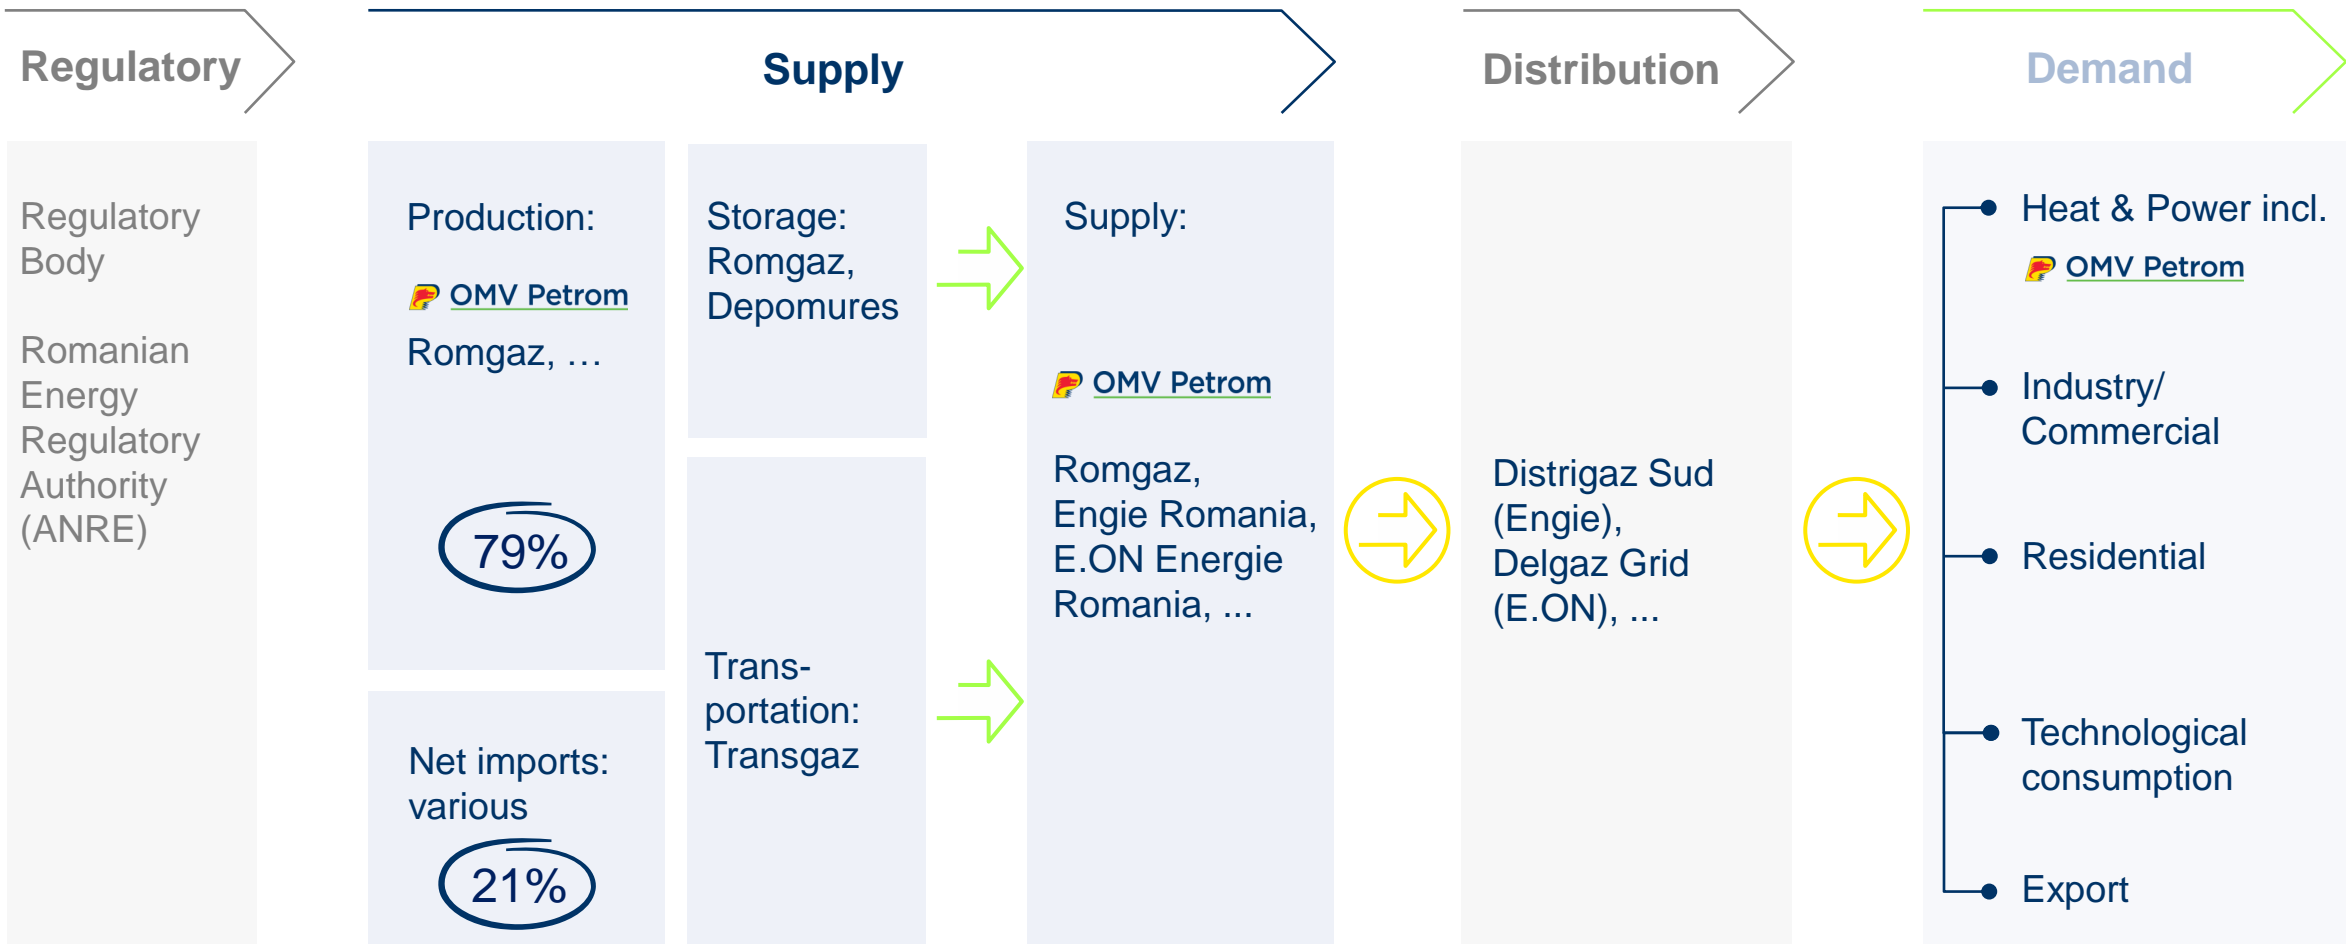 Regulatory
Supply
Distribution
Demand
Regulatory
Body
Romanian
Energy
Regulatory
Authority
(ANRE)
Production:
OMV Petrom
Romgaz, …
79%
Net imports:
various
21%
Storage:
Romgaz,
Depomures
Trans-
portation:
Transgaz
Supply:
OMV Petrom
Romgaz,
Engie Romania,
E.ON Energie
Romania, ...
Distrigaz Sud
(Engie),
Delgaz Grid
(E.ON), ...
Heat & Power incl.
OMV Petrom
Industry/
Commercial
Residential
Technological
consumption
Export